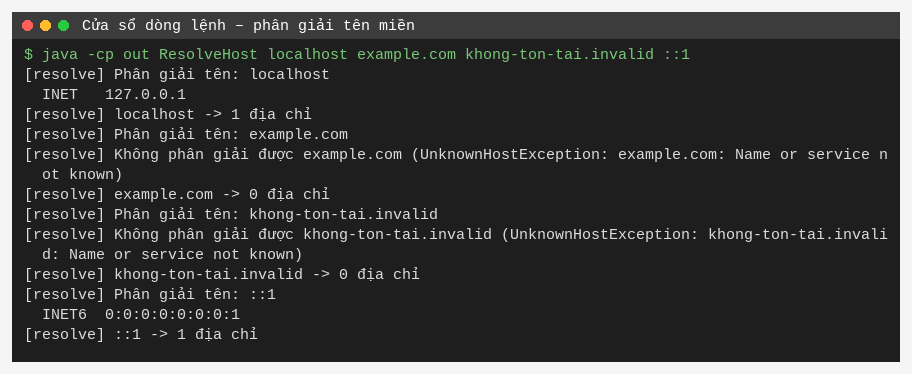 Cửa sổ dòng lệnh – phân giải tên miền
$ java -cp out ResolveHost localhost example.com khong-ton-tai.invalid ::1
[resolve] Phân giải tên: localhost
  INET   127.0.0.1
[resolve] localhost -> 1 địa chỉ
[resolve] Phân giải tên: example.com
[resolve] Không phân giải được example.com (UnknownHostException: example.com: Name or service n
  ot known)
[resolve] example.com -> 0 địa chỉ
[resolve] Phân giải tên: khong-ton-tai.invalid
[resolve] Không phân giải được khong-ton-tai.invalid (UnknownHostException: khong-ton-tai.invali
  d: Name or service not known)
[resolve] khong-ton-tai.invalid -> 0 địa chỉ
[resolve] Phân giải tên: ::1
  INET6  0:0:0:0:0:0:0:1
[resolve] ::1 -> 1 địa chỉ